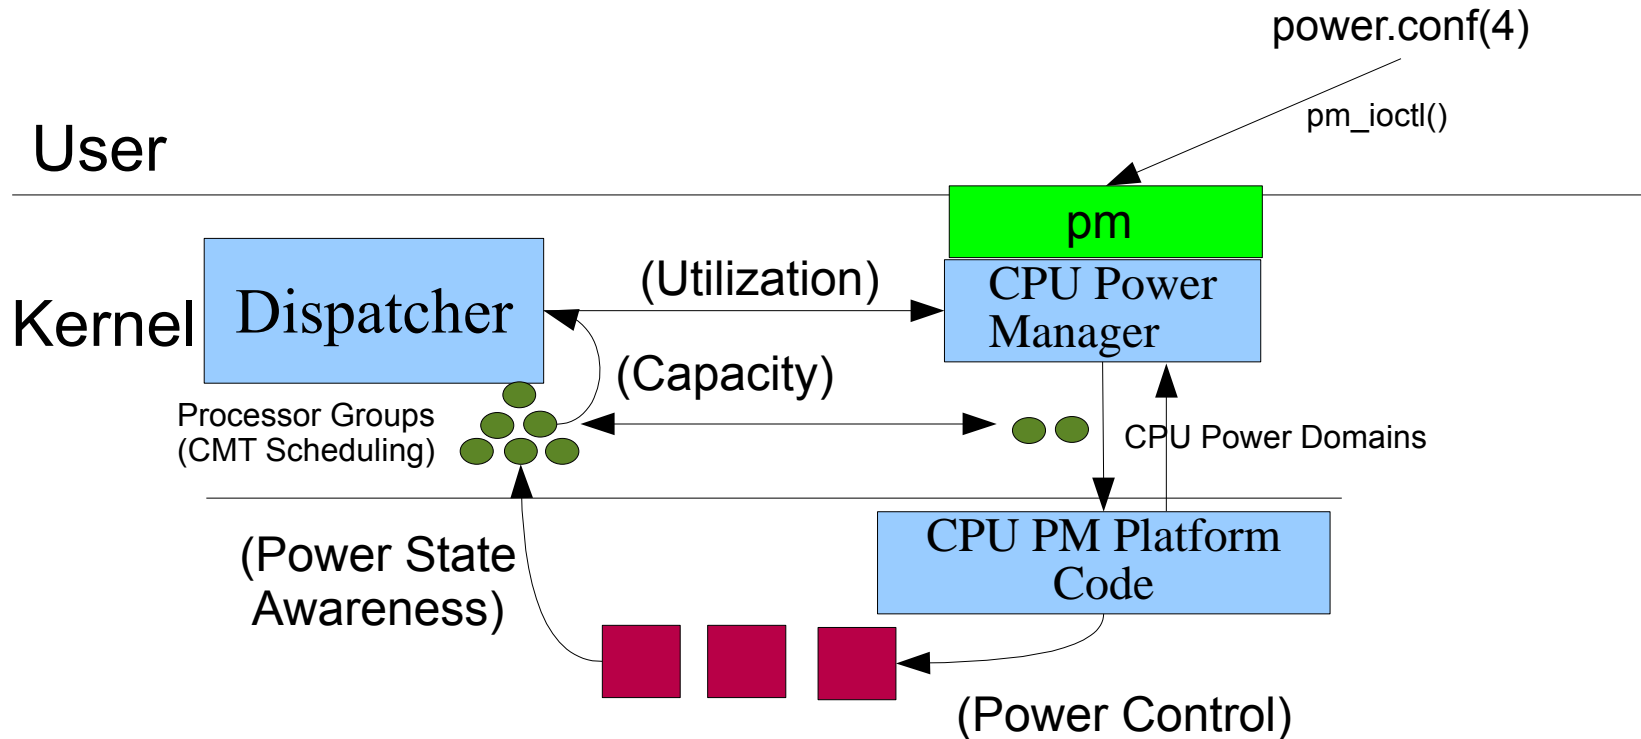 power.conf(4)
pm_ioctl()
User
pm
Kernel
Dispatcher
(Utilization)
CPU Power
Manager
(Capacity)
Processor Groups
(CMT Scheduling)
CPU Power Domains
(Power State
Awareness)
CPU PM Platform
Code
(Power Control)